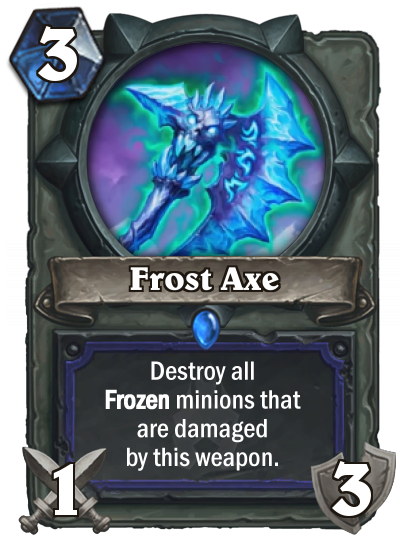 3
Frost Axe
Destroy all
Frozen minions that
are damaged
by this weapon.
1
3